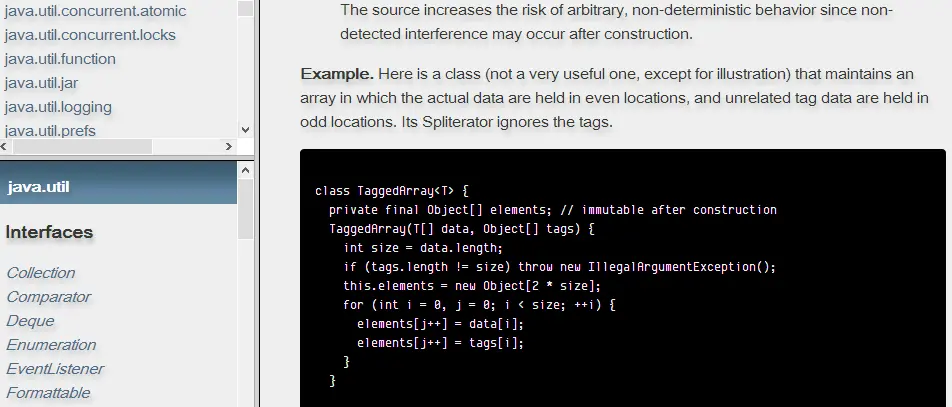 java.util.concurrent.atomic
java.util.concurrent.locks
java.util.function
java.util.jar
java.util.logging
java.util.prefs
java.util
Interfaces
Collection
Comparator
Deque
Enumeration
EventListener
Formattable
The source increases the risk of arbitrary, non-deterministic behavior since non-
detected interference may occur after construction.
Example. Here is a class (not a very useful one, except for illustration) that maintains an
array in which the actual data are held in even locations, and unrelated tag data are held in
odd locations. Its Spliterator ignores the tags.
class TaggedArray<T> {
  private final Object[] elements; // immutable after construction
  TaggedArray(T[] data, Object[] tags) {
    int size = data.length;
    if (tags.length != size) throw new IllegalArgumentException();
    this.elements = new Object[2 * size];
    for (int i = 0, j = 0; i < size; ++i) {
      elements[j++] = data[i];
      elements[j++] = tags[i];
    }
  }